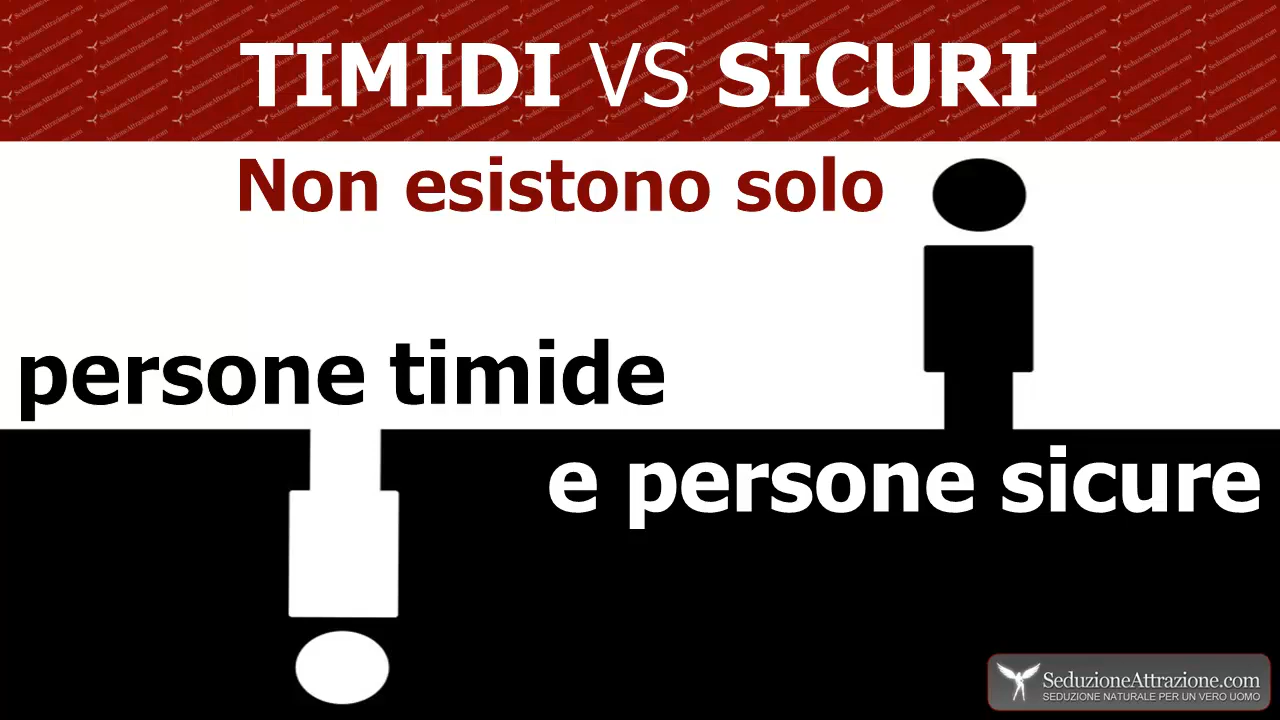 TIMIDI VS SICURI
Non esistono solo
persone timide
e persone sicure
SeduzioneAttrazione.com
SEDUZIONE NATURALE PER UN VERO UOMO